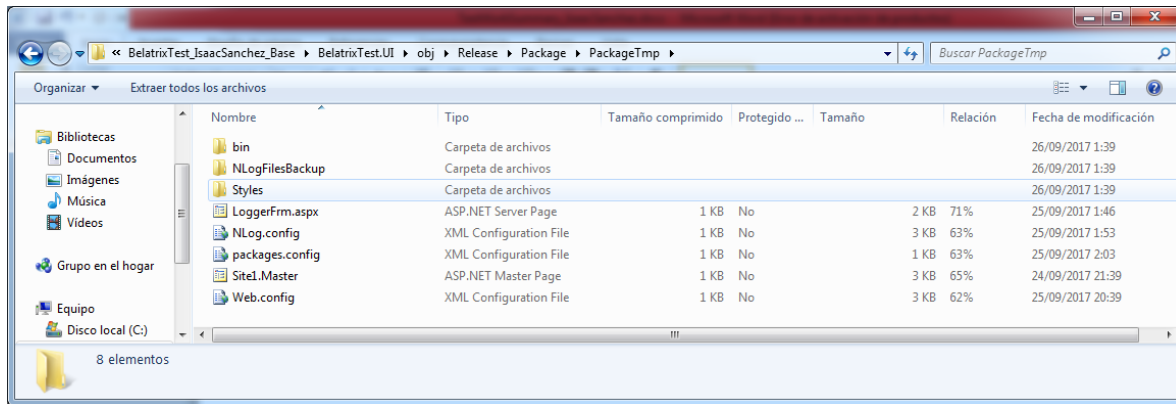 « BelatrixTest_IsaacSanchez_Base ▸ BelatrixTest.UI ▸ obj ▸ Release ▸ Package ▸ PackageTmp ▸ Buscar PackageTmp
Organizar Extraer todos los archivos
Bibliotecas
Documentos
Imágenes
Música
Vídeos
Grupo en el hogar
Equipo
Disco local (C:)
Nombre Tipo Tamaño comprimido Protegido ... Tamaño Relación Fecha de modificación
bin Carpeta de archivos 26/09/2017 1:39
NLogFilesBackup Carpeta de archivos 26/09/2017 1:39
Styles Carpeta de archivos 26/09/2017 1:39
LoggerFrm.aspx ASP.NET Server Page 1 KB No 2 KB 71% 25/09/2017 1:46
NLog.config XML Configuration File 1 KB No 3 KB 63% 25/09/2017 1:53
packages.config XML Configuration File 1 KB No 1 KB 63% 25/09/2017 2:03
Site1.Master ASP.NET Master Page 1 KB No 3 KB 65% 24/09/2017 21:39
Web.config XML Configuration File 1 KB No 3 KB 62% 25/09/2017 20:39
8 elementos